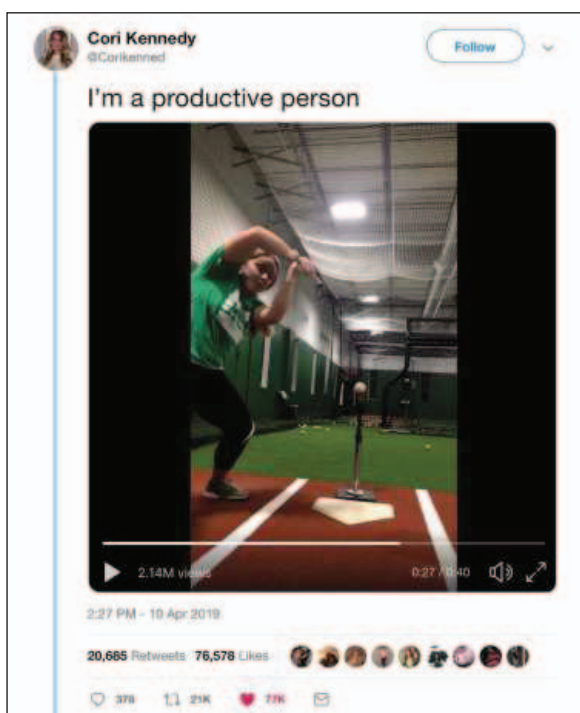 Cori Kennedy
@Corikenned
Follow
I'm a productive person
2.14M views
0:27 / 0:40
2:27 PM - 10 Apr 2019
20,685 Retweets 76,578 Likes
378 21K 77K